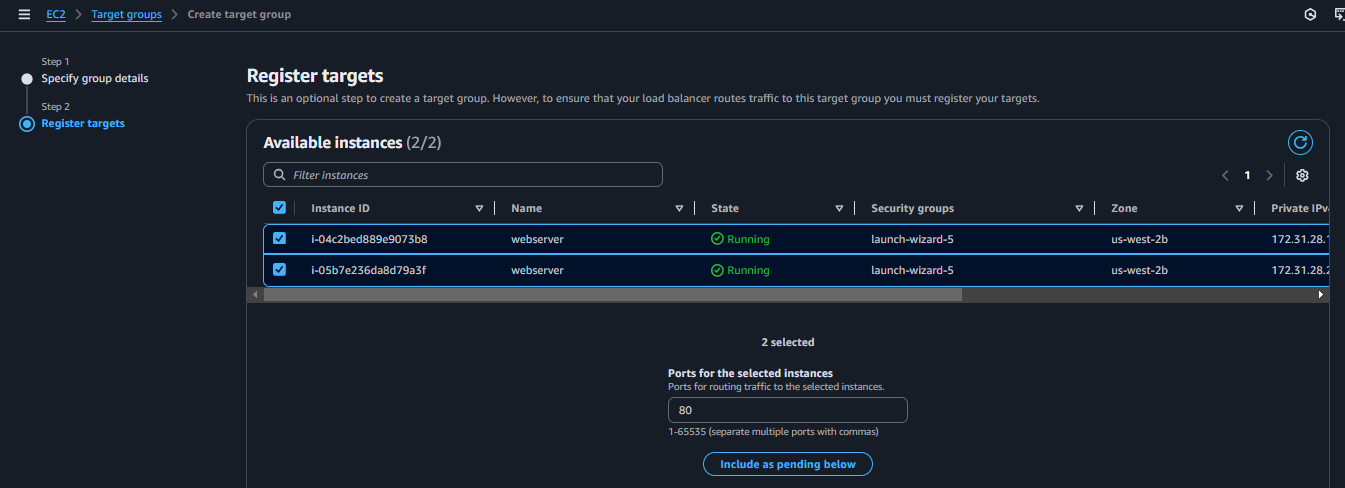 EC2 > Target groups > Create target group
Step 1
Specify group details
Step 2
Register targets
Register targets
This is an optional step to create a target group. However, to ensure that your load balancer routes traffic to this target group you must register your targets.
Available instances (2/2)
Filter instances
1
Instance ID Name State Security groups Zone Private IPv
i-04c2bed889e9073b8 webserver Running launch-wizard-5 us-west-2b 172.31.28.1
i-05b7e236da8d79a3f webserver Running launch-wizard-5 us-west-2b 172.31.28.2
2 selected
Ports for the selected instances
Ports for routing traffic to the selected instances.
80
1-65535 (separate multiple ports with commas)
Include as pending below